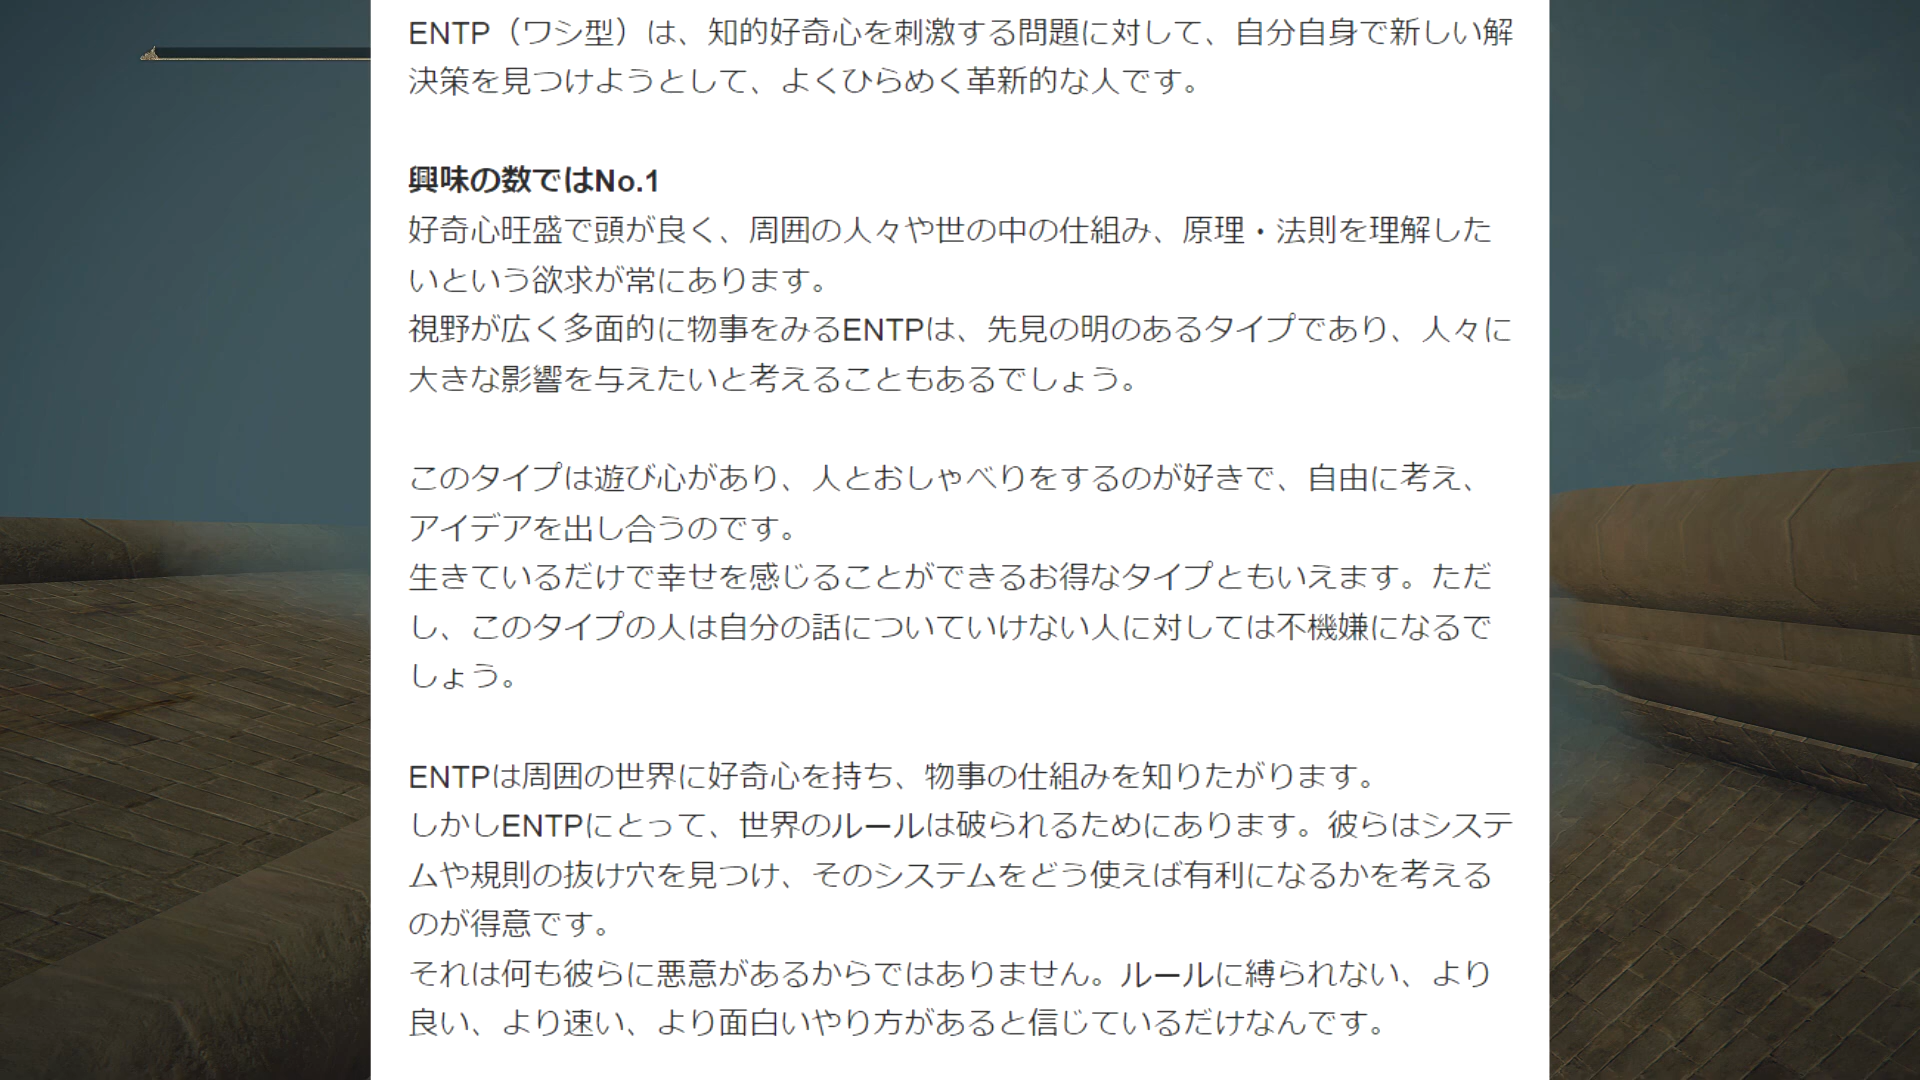 ENTP（ワシ型）は、知的好奇心を刺激する問題に対して、自分自身で新しい解
決策を見つけようとして、よくひらめく革新的な人です。
興味の数ではNo.1
好奇心旺盛で頭が良く、周囲の人々や世の中の仕組み、原理・法則を理解した
いという欲求が常にあります。
視野が広く多面的に物事をみるENTPは、先見の明のあるタイプであり、人々に
大きな影響を与えたいと考えることもあるでしょう。
このタイプは遊び心があり、人とおしゃべりをするのが好きで、自由に考え、
アイデアを出し合うのです。
生きているだけで幸せを感じることができるお得なタイプともいえます。ただ
し、このタイプの人は自分の話についていけない人に対しては不機嫌になるで
しょう。
ENTPは周囲の世界に好奇心を持ち、物事の仕組みを知りたがります。
しかしENTPにとって、世界のルールは破られるためにあります。彼らはシステ
ムや規則の抜け穴を見つけ、そのシステムをどう使えば有利になるかを考える
のが得意です。
それは何も彼らに悪意があるからではありません。ルールに縛られない、より
良い、より速い、より面白いやり方があると信じているだけなんです。